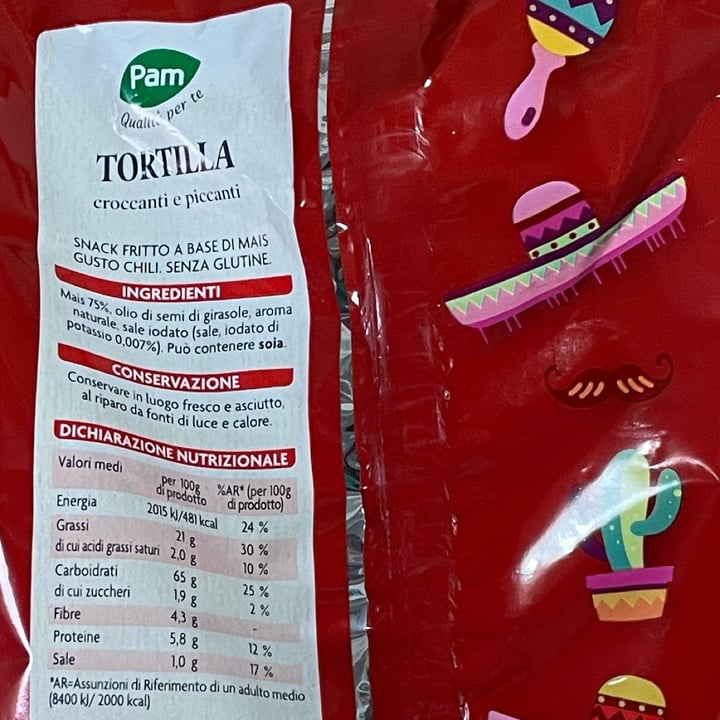 Pam
Qualità per te
TORTILLA
croccanti e piccanti
SNACK FRITTO A BASE DI MAIS
GUSTO CHILI. SENZA GLUTINE.
INGREDIENTI
Mais 75%, olio di semi di girasole, aroma
naturale, sale iodato (sale, iodato di
potassio 0,007%). Può contenere soia.
CONSERVAZIONE
Conservare in luogo fresco e asciutto,
al riparo da fonti di luce e calore.
DICHIARAZIONE NUTRIZIONALE
Valori medi per 100g di prodotto %AR* (per 100g di prodotto)
Energia 2015 kJ/481 kcal 24 %
Grassi 21 g 30 %
di cui acidi grassi saturi 2,0 g 10 %
Carboidrati 65 g 25 %
di cui zuccheri 1,9 g 2 %
Fibre 4,3 g -
Proteine 5,8 g 12 %
Sale 1,0 g 17 %
*AR=Assunzioni di Riferimento di un adulto medio
(8400 kJ/ 2000 kcal)